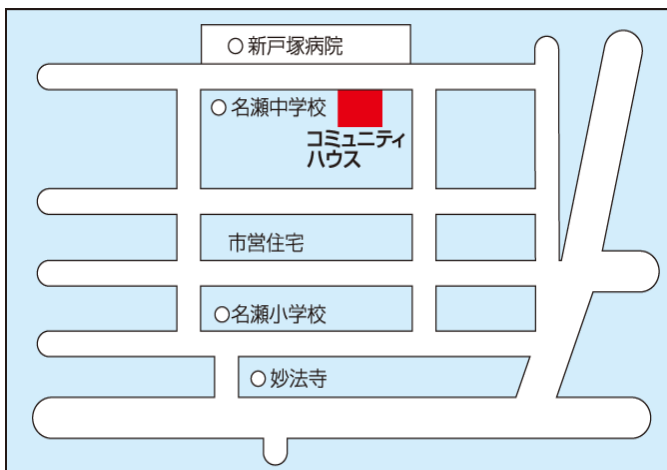 ○新戸塚病院
○名瀬中学校
コミュニティ
ハウス
市営住宅
○名瀬小学校
○妙法寺